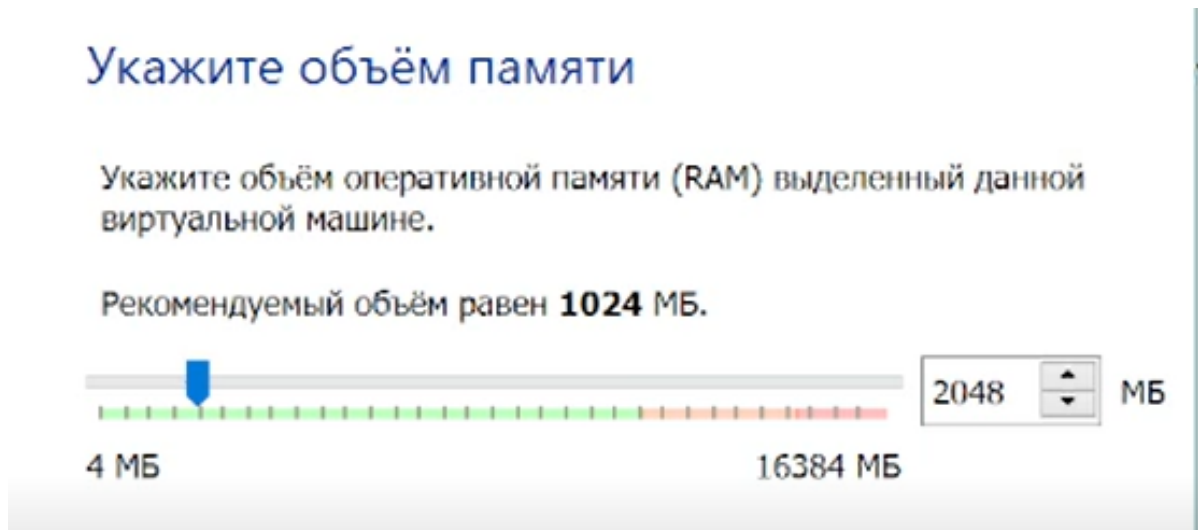 Укажите объём памяти
Укажите объём оперативной памяти (RAM) выделенный данной
виртуальной машине.
Рекомендуемый объём равен 1024 МБ.
2048 МБ
4 МБ 16384 МБ